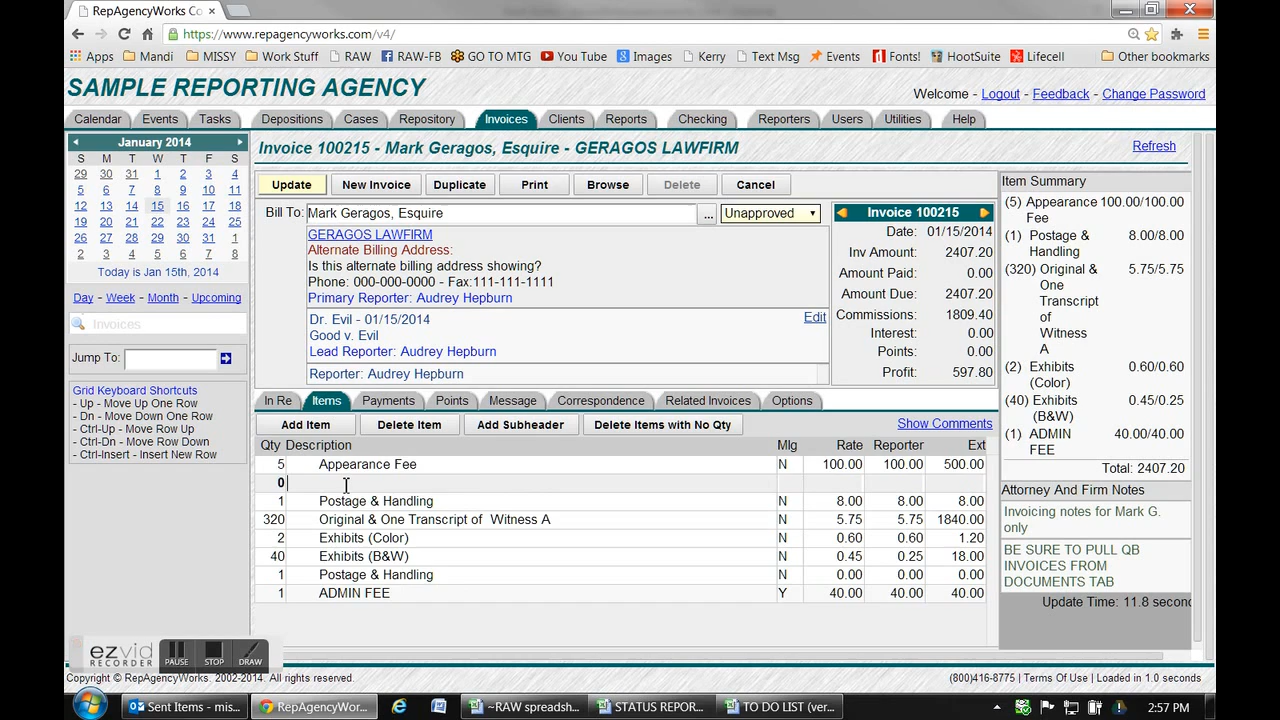 RepAgencyWorks Co ×
https://www.repagencyworks.com/v4/
Apps Mandi MISSY Work Stuff RAW RAW-FB GO TO MTG You Tube Images Kerry Text Msg Events Fonts! HootSuite Lifecell Other bookmarks
SAMPLE REPORTING AGENCY
Welcome - Logout - Feedback - Change Password
Calendar Events Tasks Depositions Cases Repository Invoices Clients Reports Checking Reporters Users Utilities Help
January 2014
S M T W T F S
29 30 31 1 2 3 4
5 6 7 8 9 10 11
12 13 14 15 16 17 18
19 20 21 22 23 24 25
26 27 28 29 30 31 1
2 3 4 5 6 7 8
Today is Jan 15th, 2014
Day - Week - Month - Upcoming
Invoices
Jump To:
Grid Keyboard Shortcuts
- Up - Move Up One Row
- Dn - Move Down One Row
- Ctrl-Up - Move Row Up
- Ctrl-Dn - Move Row Down
- Ctrl-Insert - Insert New Row
Invoice 100215 - Mark Geragos, Esquire - GERAGOS LAWFIRM
Refresh
Update New Invoice Duplicate Print Browse Delete Cancel
Bill To: Mark Geragos, Esquire ... Unapproved
GERAGOS LAWFIRM
Alternate Billing Address:
Is this alternate billing address showing?
Phone: 000-000-0000 - Fax:111-111-1111
Primary Reporter: Audrey Hepburn
Dr. Evil - 01/15/2014 Edit
Good v. Evil
Lead Reporter: Audrey Hepburn
Reporter: Audrey Hepburn
Invoice 100215
Date: 01/15/2014
Inv Amount: 2407.20
Amount Paid: 0.00
Amount Due: 2407.20
Commissions: 1809.40
Interest: 0.00
Points: 0.00
Profit: 597.80
In Re Items Payments Points Message Correspondence Related Invoices Options
Add Item Delete Item Add Subheader Delete Items with No Qty Show Comments
Qty Description Mlg Rate Reporter Ext
5 Appearance Fee N 100.00 100.00 500.00
0
1 Postage & Handling N 8.00 8.00 8.00
320 Original & One Transcript of Witness A N 5.75 5.75 1840.00
2 Exhibits (Color) N 0.60 0.60 1.20
40 Exhibits (B&W) N 0.45 0.25 18.00
1 Postage & Handling N 0.00 0.00 0.00
1 ADMIN FEE Y 40.00 40.00 40.00
Item Summary
(5) Appearance 100.00/100.00
Fee
(1) Postage & 8.00/8.00
Handling
(320) Original & 5.75/5.75
One
Transcript
of
Witness
A
(2) Exhibits 0.60/0.60
(Color)
(40) Exhibits 0.45/0.25
(B&W)
(1) ADMIN 40.00/40.00
FEE
Total: 2407.20
Attorney And Firm Notes
Invoicing notes for Mark G.
only
BE SURE TO PULL QB
INVOICES FROM
DOCUMENTS TAB
Update Time: 11.8 second
ezvid
RECORDER
PAUSE STOP DRAW
Copyright © RepAgencyWorks. 2002-2014. All rights reserved.
(800)416-8775 | Terms Of Use | Loaded in 1.0 seconds
Sent Items - mis... RepAgencyWor... ~RAW spreadsh... STATUS REPOR... TO DO LIST (ver... 2:57 PM